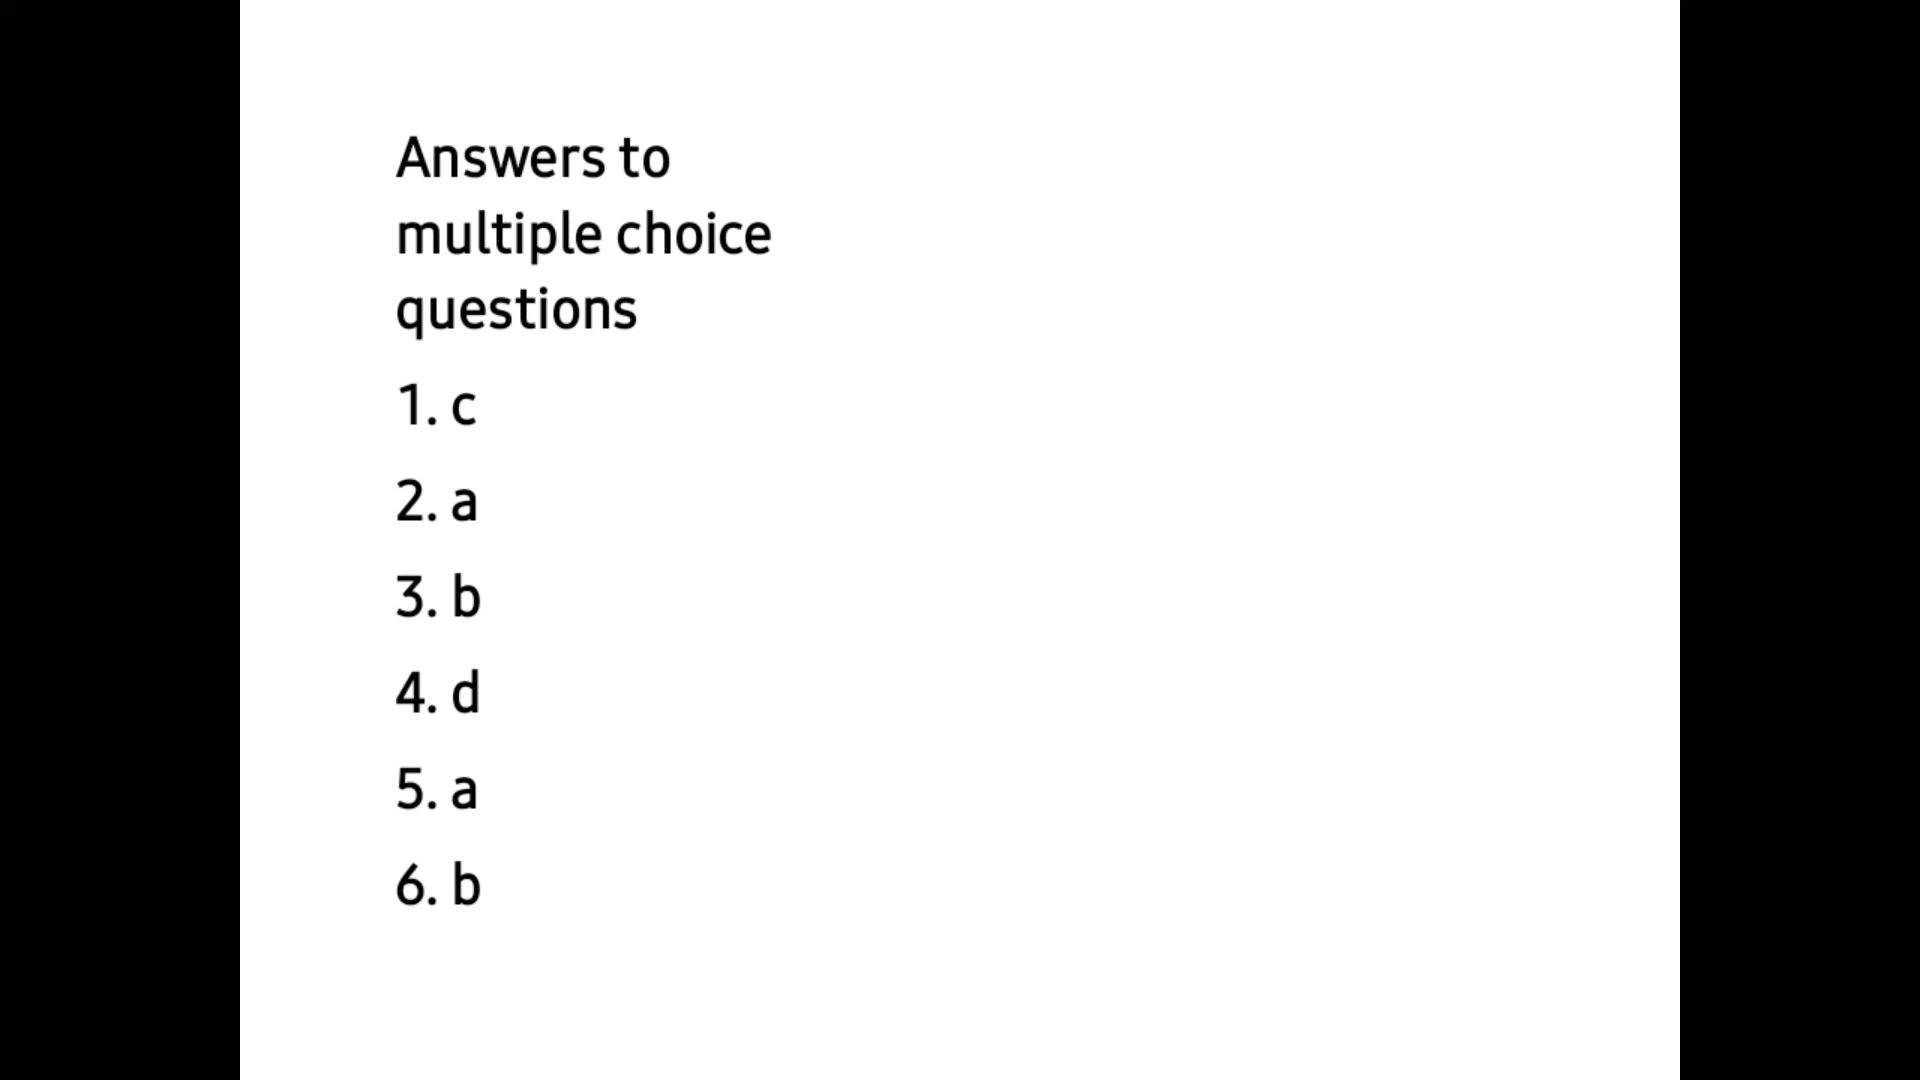 Answers to
multiple choice
questions
1. c
2. a
3. b
4. d
5. a
6. b